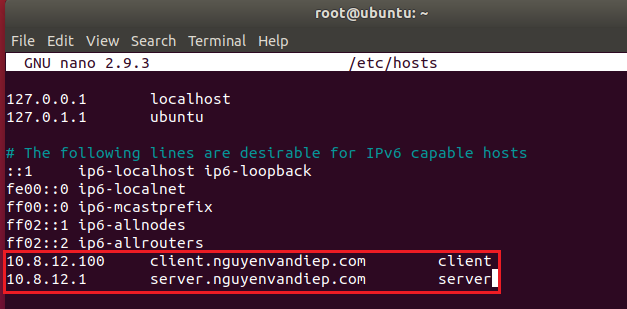 root@ubuntu: ~
File Edit View Search Terminal Help
GNU nano 2.9.3 /etc/hosts
127.0.0.1 localhost
127.0.1.1 ubuntu
# The following lines are desirable for IPv6 capable hosts
::1 ip6-localhost ip6-loopback
fe00::0 ip6-localnet
ff00::0 ip6-mcastprefix
ff02::1 ip6-allnodes
ff02::2 ip6-allrouters
10.8.12.100 client.nguyenvandiep.com client
10.8.12.1 server.nguyenvandiep.com server